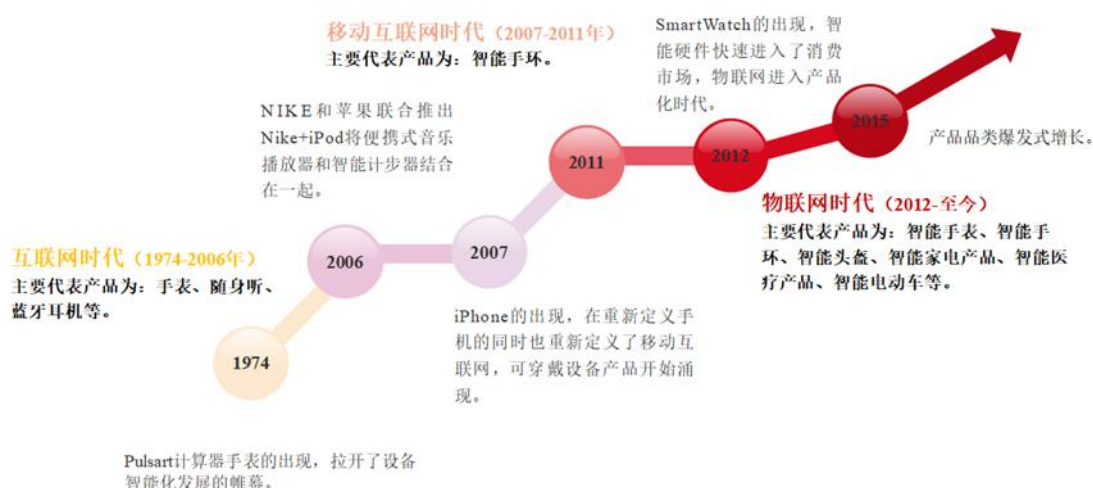 移动互联网时代（2007-2011年）
主要代表产品为：智能手环。
SmartWatch的出现，智
能硬件快速进入了消费
市场，物联网进入产品
化时代。
NIKE和苹果联合推出
Nike+iPod将便携式音乐
播放器和智能计步器结合
在一起。
2015
产品品类爆发式增长。
2011
2012
物联网时代（2012-至今）
主要代表产品为：智能手表、智能手
环、智能头盔、智能家电产品、智能医
疗产品、智能电动车等。
互联网时代（1974-2006年）
主要代表产品为：手表、随身听、
蓝牙耳机等。
2006
2007
iPhone的出现，在重新定义手
机的同时也重新定义了移动互
联网，可穿戴设备产品开始涌
现。
1974
Pulsart计算器手表的出现，拉开了设备
智能化发展的帷幕。